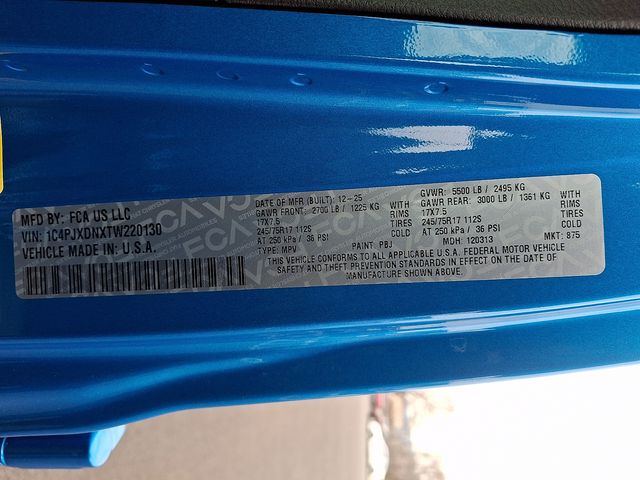 MFD BY: FCA US LLC
VIN: 1C4PJXDNXTW220130
VEHICLE MADE IN U.S.A.
DATE OF MFR (BUILT): 12-25
GAWR FRONT: 2700 LB / 1225 KG WITH
17X7.5 RIMS
245/75R17 112S TIRES
AT 250 kPa / 36 PSI COLD
TYPE: MPV PAINT: PBJ
GVWR: 5500 LB / 2495 KG
GAWR REAR: 3000 LB / 1361 KG WITH
17X7.5 RIMS
245/75R17 112S TIRES
AT 250 kPa / 36 PSI COLD
MDH: 120313 MKT: 875
THIS VEHICLE CONFORMS TO ALL APPLICABLE U.S.A. FEDERAL MOTOR VEHICLE
SAFETY AND THEFT PREVENTION STANDARDS IN EFFECT ON THE DATE OF
MANUFACTURE SHOWN ABOVE.